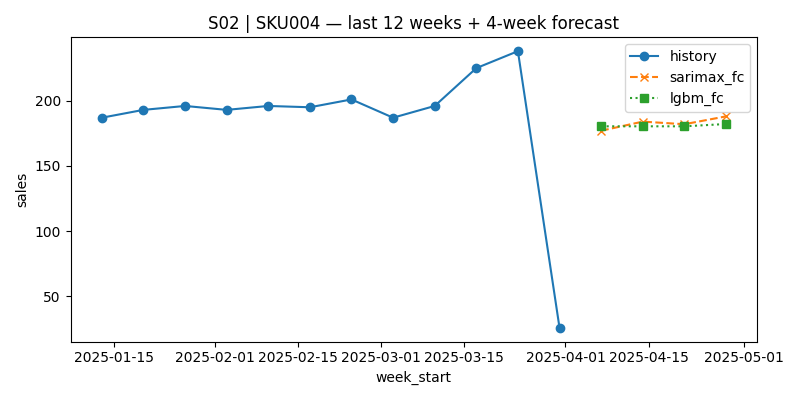 S02 | SKU004 — last 12 weeks + 4-week forecast
history
sarimax_fc
lgbm_fc
sales
200
150
100
50
2025-01-15 2025-02-01 2025-02-15 2025-03-01 2025-03-15 2025-04-01 2025-04-15 2025-05-01
week_start